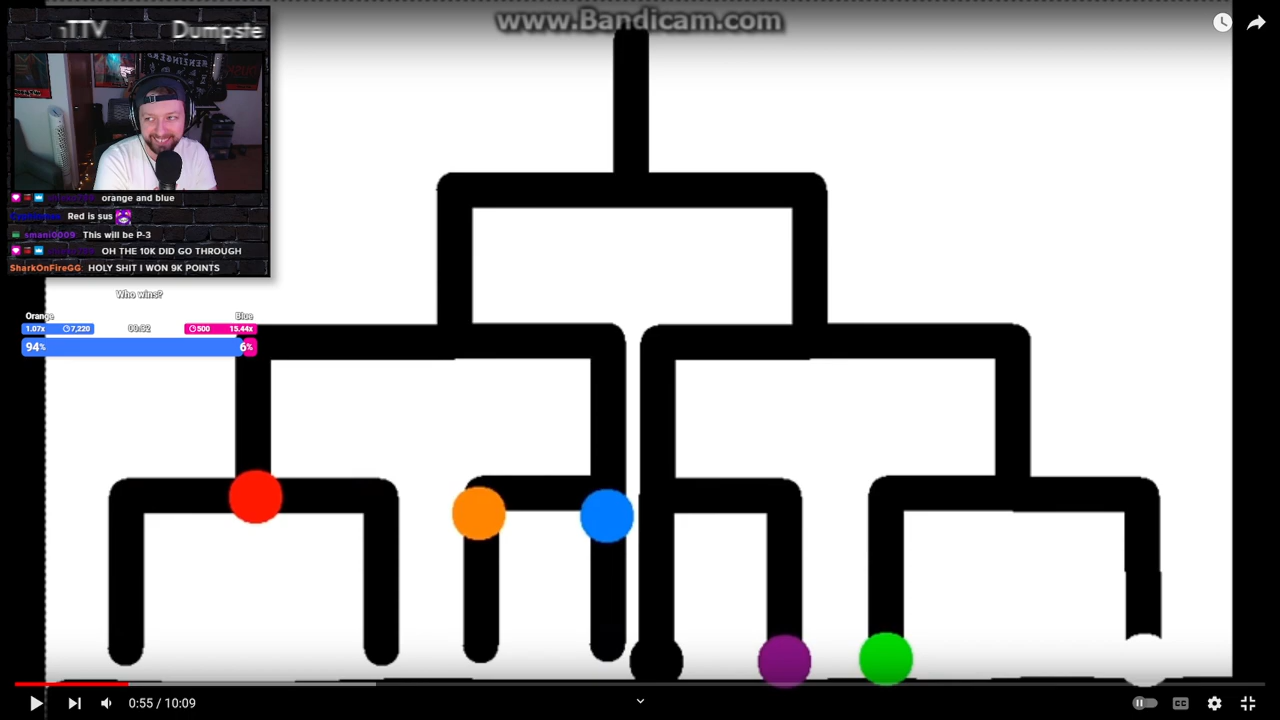 www.Bandicam.com
Dumpste
orange and blue
Red is sus
smani0009 This will be P-3
OH THE 10K DID GO THROUGH
SharkOnFireGG: HOLY SHIT I WON 9K POINTS
Who wins?
Orange Blue
1.07x 7,220 00:32 500 15.44x
94% 6%
0:55 / 10:09
CC